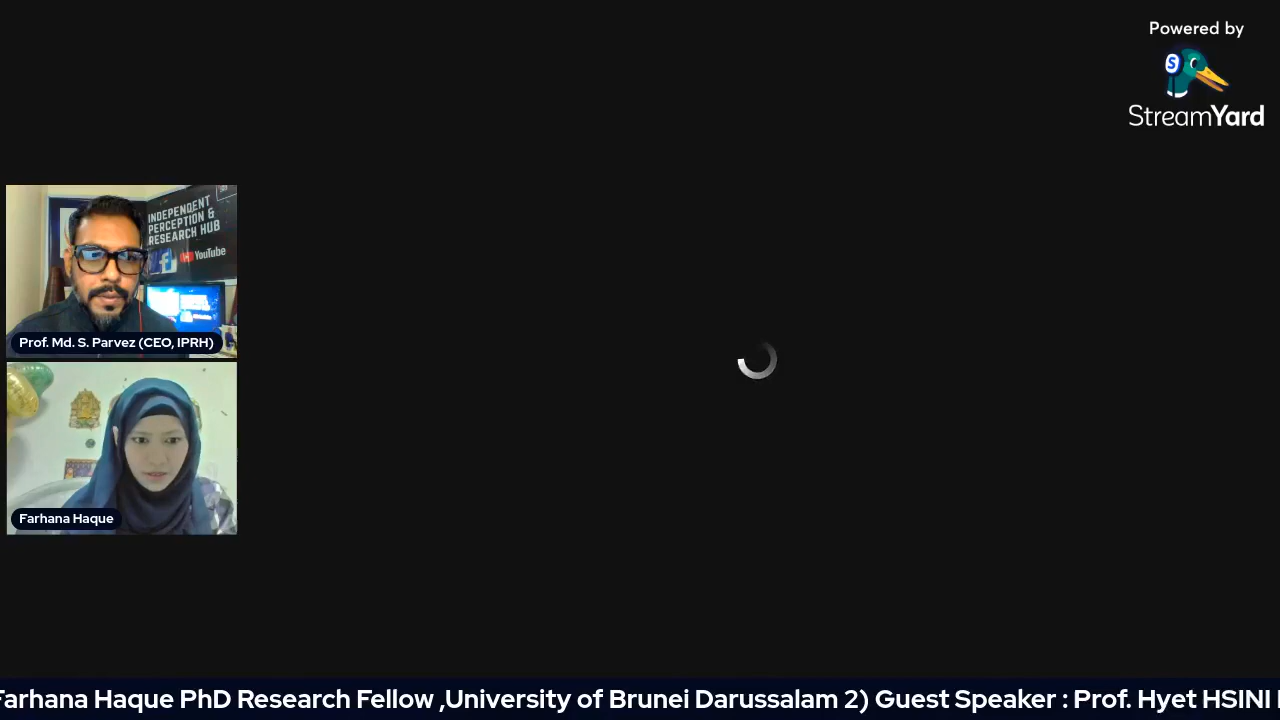 Powered by
S
StreamYard
INDEPENDENT
PERCEPTION &
RESEARCH HUB
f
YouTube
Prof. Md. S. Parvez (CEO, IPRH)
Farhana Haque
Farhana Haque PhD Research Fellow ,University of Brunei Darussalam 2) Guest Speaker : Prof. Hyet HSINI